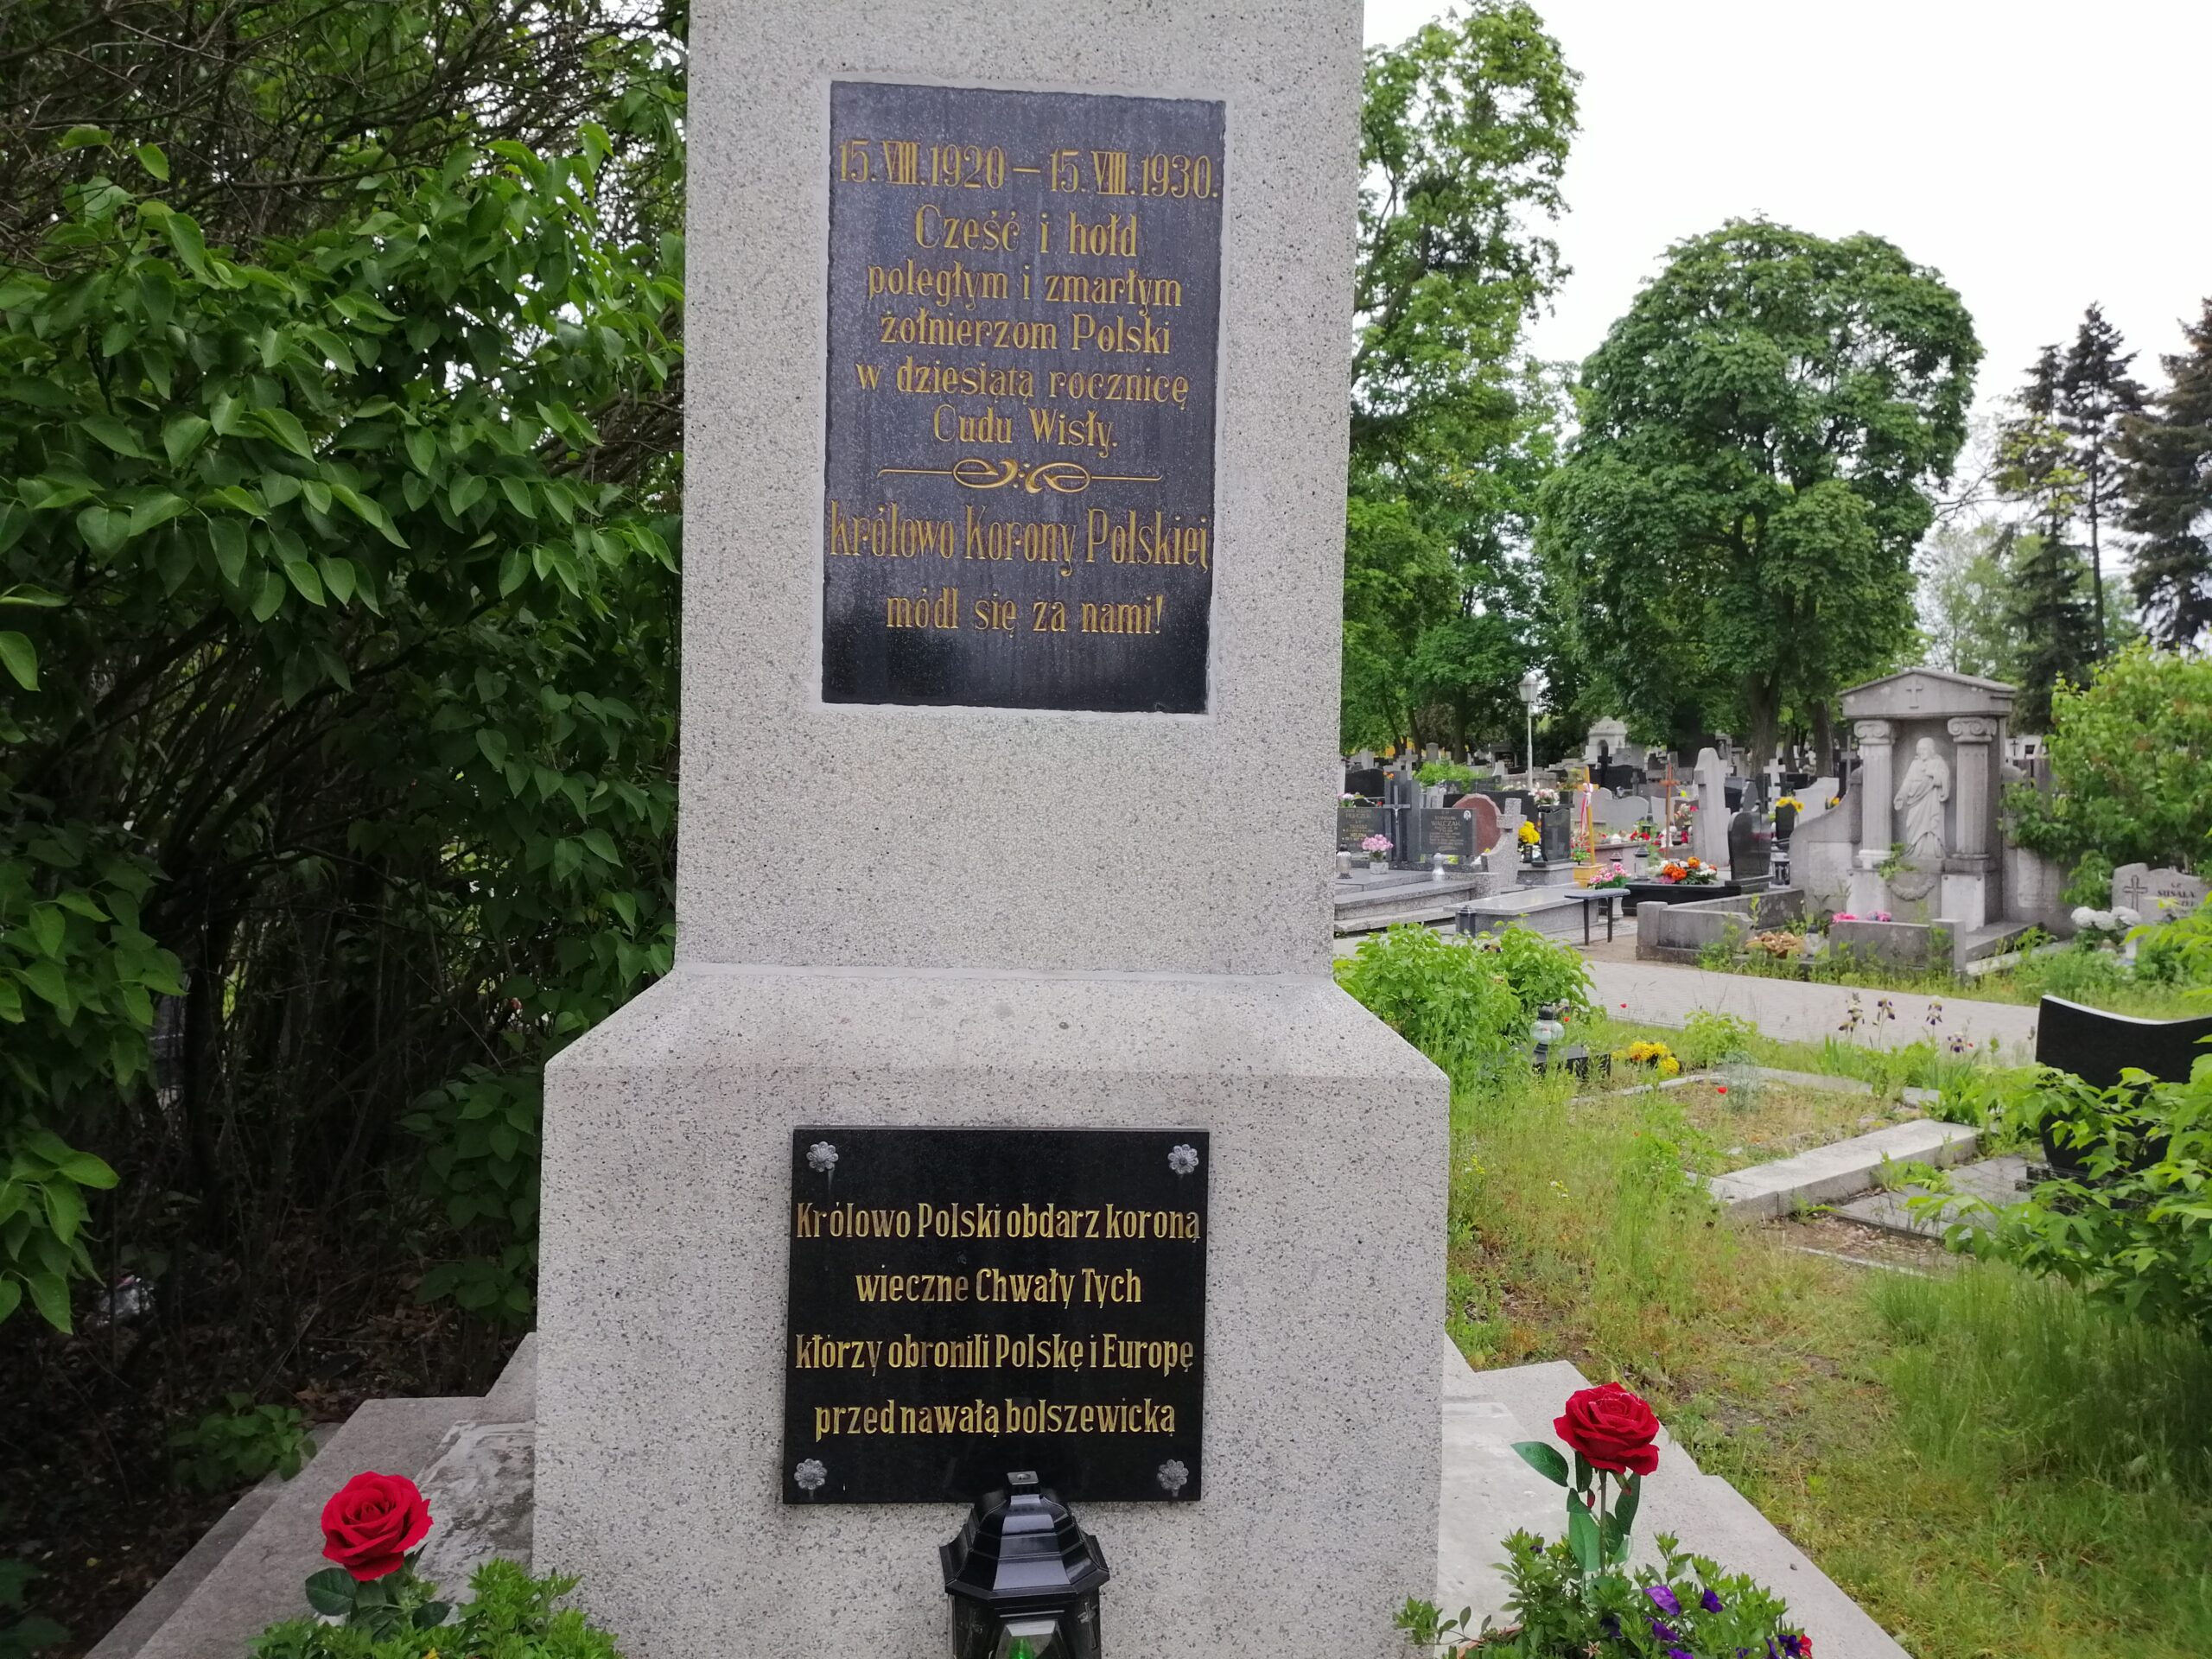 15.VIII.1920 – 15.VIII.1930.
Cześć i hołd
poległym i zmarłym
żołnierzom Polski
w dziesiątą rocznicę
Cudu Wisły.
Królowo Korony Polskiej
módl się za nami!
Królowo Polski obdarz koroną
wieczne Chwały Tych
którzy obronili Polskę i Europę
przed nawałą bolszewicką
WALCZAK